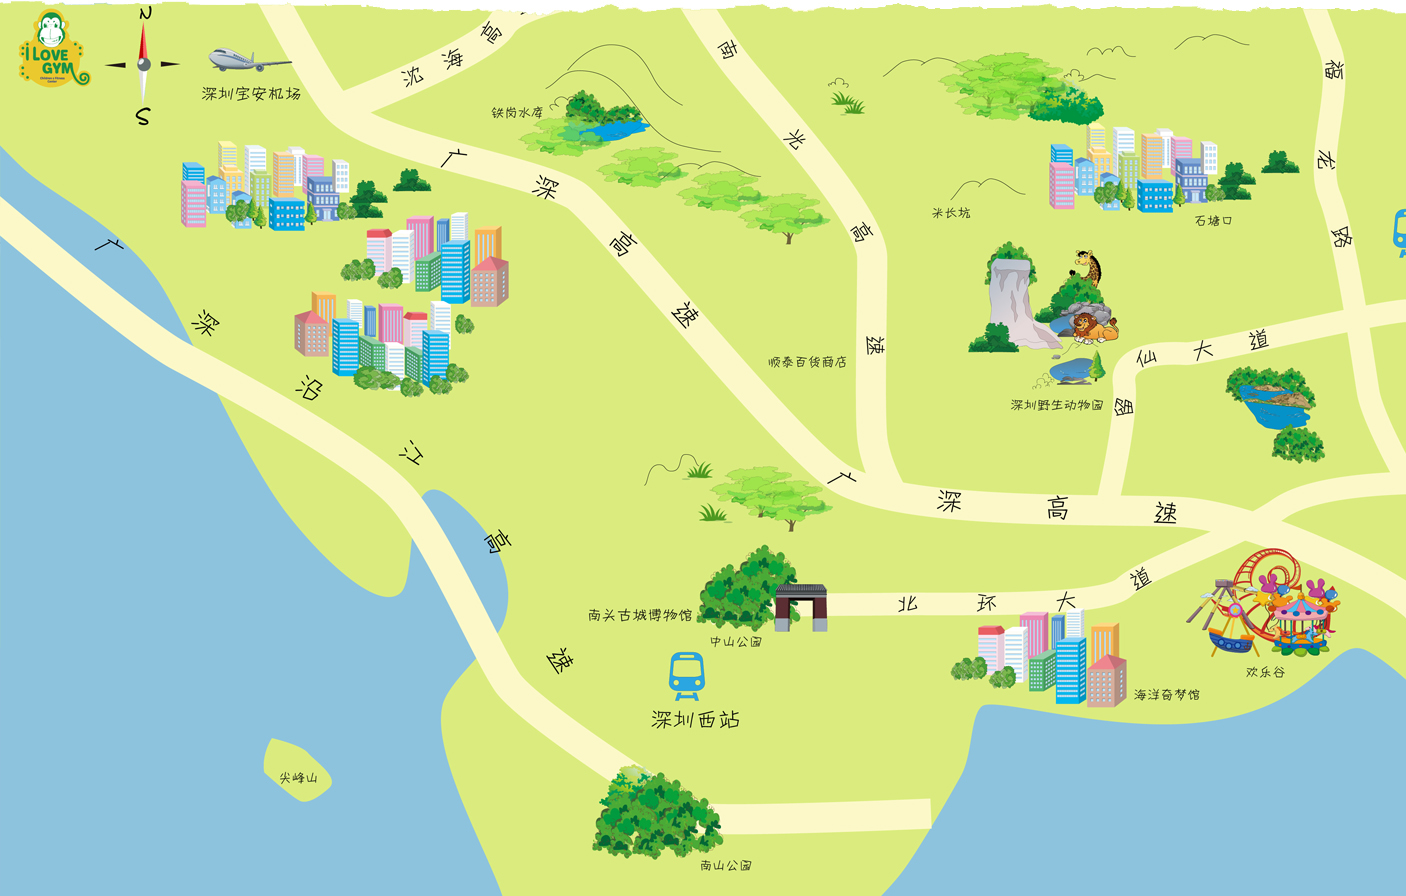 I LOVE
GYM
N
S
深圳宝安机场
沈海高
南光高速
福龙路
铁岗水库
广深高速
米长坑
石塘口
广深沿江高速
顺泰百货商店
深圳野生动物园
仙大道
广深高速
南头古城博物馆
中山公园
北环大道
深圳西站
海洋奇梦馆
欢乐谷
尖峰山
南山公园